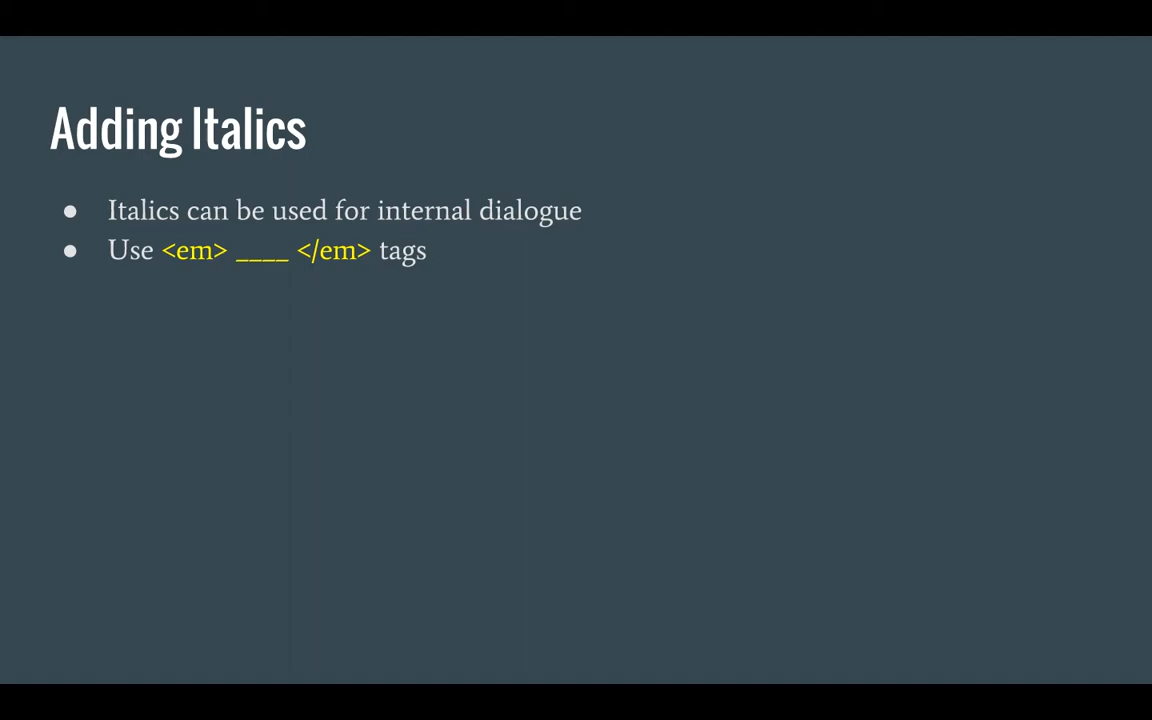 Adding Italics
● Italics can be used for internal dialogue
● Use <em> ____ </em> tags